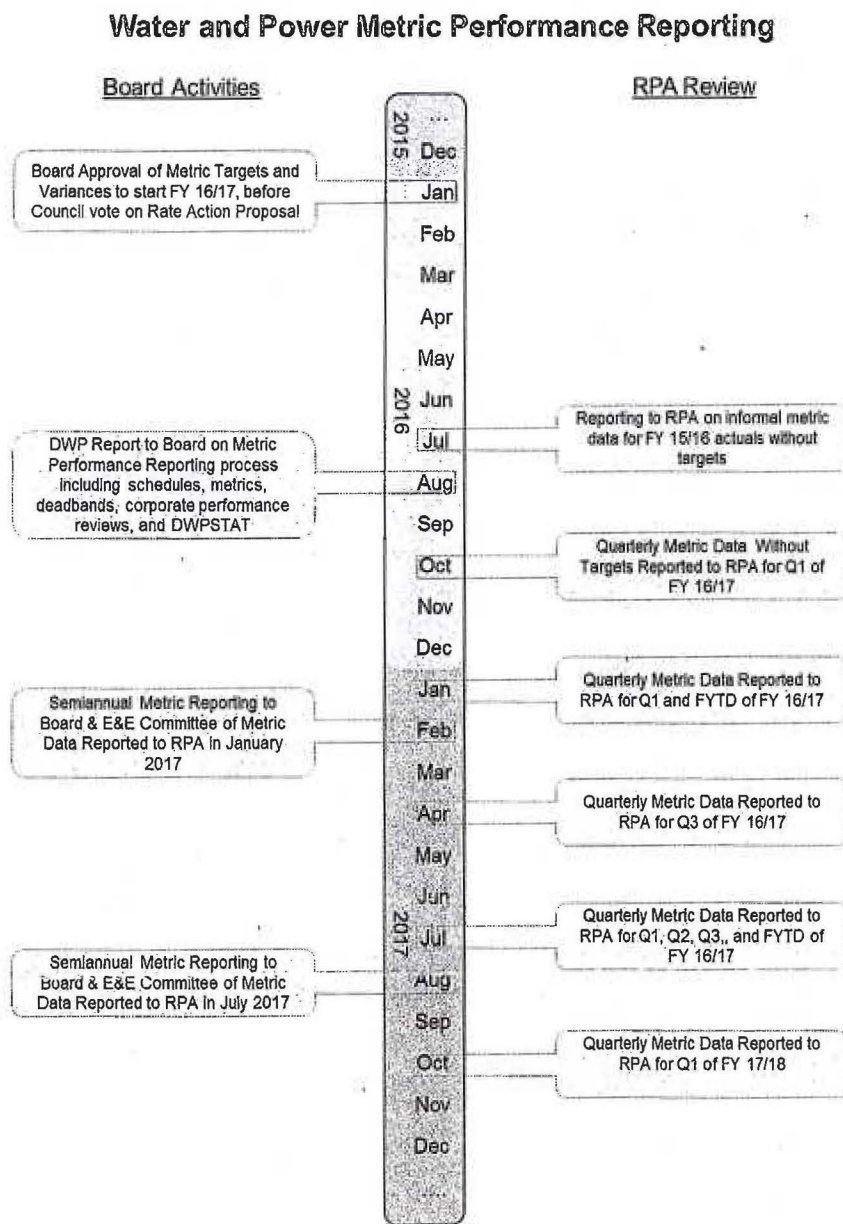 Water and Power Metric Performance Reporting
Board Activities
RPA Review
...
2015
Dec
Board Approval of Metric Targets and
Variances to start FY 16/17, before
Council vote on Rate Action Proposal
Jan
Feb
Mar
Apr
May
Jun
2016
Reporting to RPA on informal metric
data for FY 15/16 actuals without
targets
Jul
DWP Report to Board on Metric
Performance Reporting process
including schedules, metrics,
deadbands, corporate performance
reviews, and DWPSTAT
Aug
Sep
Quarterly Metric Data Without
Targets Reported to RPA for Q1 of
FY 16/17
Oct
Nov
Dec
Quarterly Metric Data Reported to
RPA for Q1 and FYTD of FY 16/17
Jan
Semiannual Metric Reporting to
Board & E&E Committee of Metric
Data Reported to RPA in January
2017
Feb
Mar
Quarterly Metric Data Reported to
RPA for Q3 of FY 16/17
Apr
May
Jun
2017
Quarterly Metric Data Reported to
RPA for Q1, Q2, Q3,, and FYTD of
FY 16/17
Jul
Semiannual Metric Reporting to
Board & E&E Committee of Metric
Data Reported to RPA in July 2017
Aug
Sep
Quarterly Metric Data Reported to
RPA for Q1 of FY 17/18
Oct
Nov
Dec
....